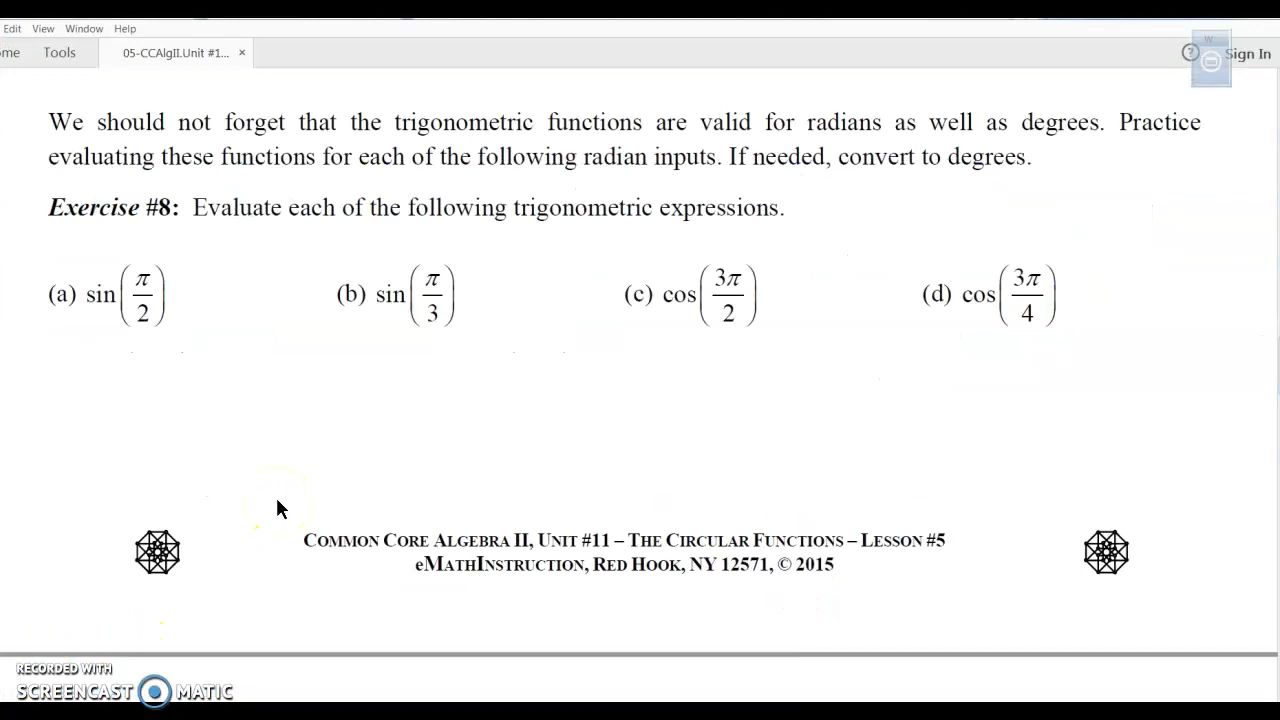 Edit View Window Help
ome Tools 05-CCAlgII.Unit #1... × ? Sign In
W
We should not forget that the trigonometric functions are valid for radians as well as degrees. Practice
evaluating these functions for each of the following radian inputs. If needed, convert to degrees.
Exercise #8: Evaluate each of the following trigonometric expressions.
(a) sin(π/2) (b) sin(π/3) (c) cos(3π/2) (d) cos(3π/4)
COMMON CORE ALGEBRA II, UNIT #11 – THE CIRCULAR FUNCTIONS – LESSON #5
eMATHINSTRUCTION, RED HOOK, NY 12571, © 2015
RECORDED WITH
SCREENCAST MATIC